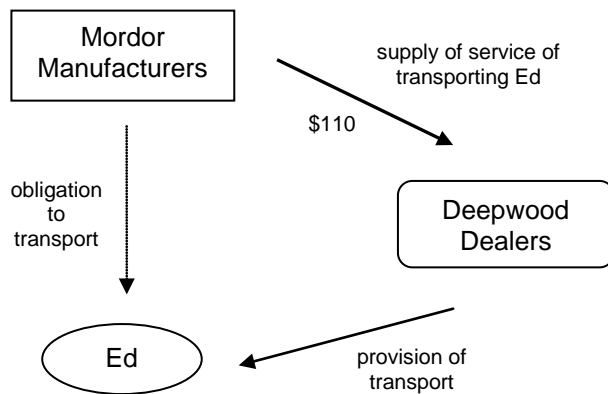 Mordor
Manufacturers
supply of service of
transporting Ed
$110
obligation
to
transport
Deepwood
Dealers
Ed
provision of
transport